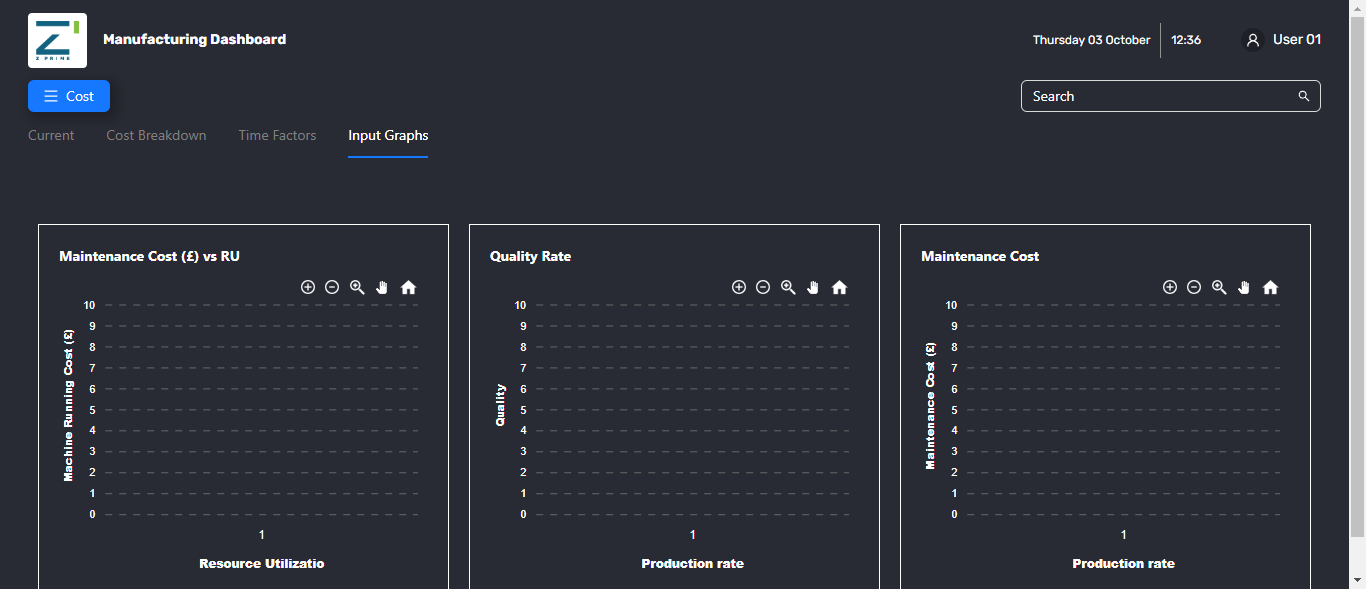 Z PRIME
Manufacturing Dashboard
Thursday 03 October
12:36
User 01
Cost
Search
Current
Cost Breakdown
Time Factors
Input Graphs
Maintenance Cost (£) vs RU
10
9
8
7
6
5
4
3
2
1
0
Machine Running Cost (£)
1
Resource Utilizatio
Quality Rate
10
9
8
7
6
5
4
3
2
1
0
Quality
1
Production rate
Maintenance Cost
10
9
8
7
6
5
4
3
2
1
0
Maintenance Cost (£)
1
Production rate